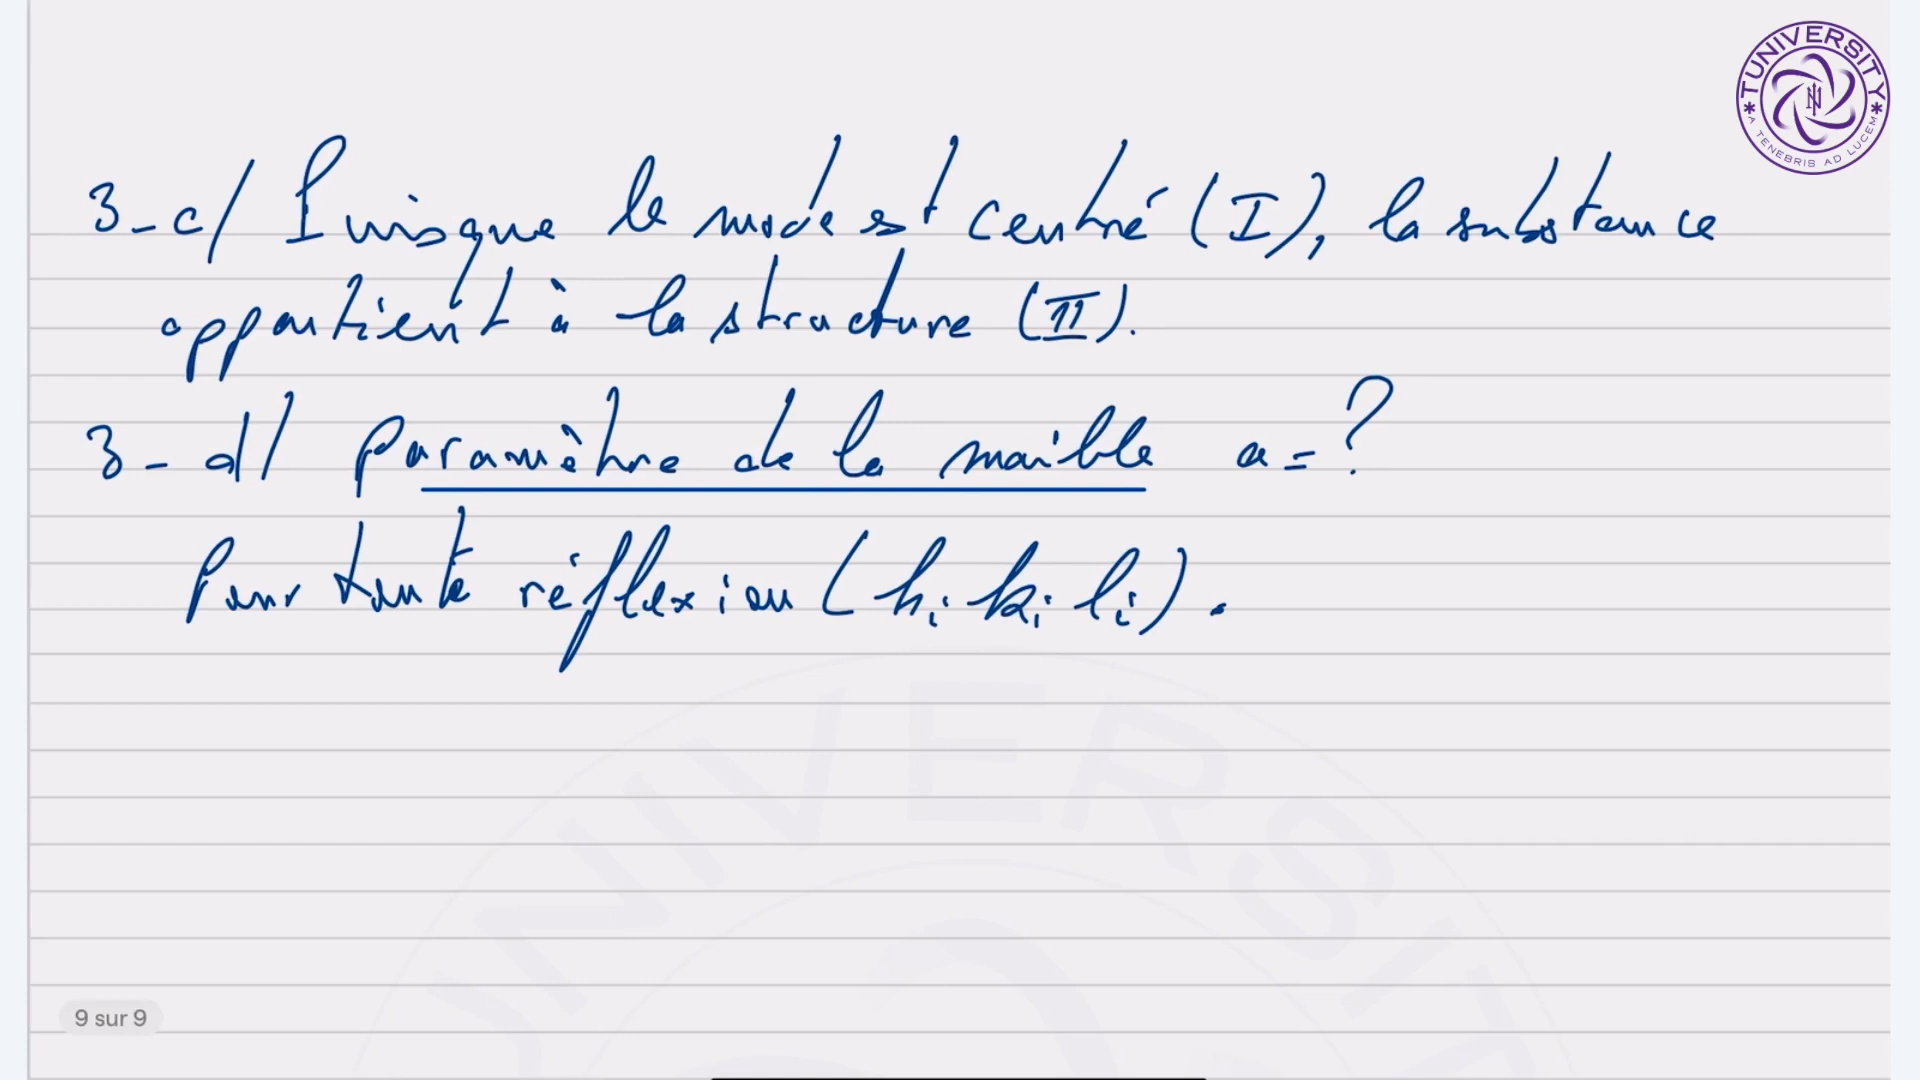 TUNIVERSITY
A TENEBRIS AD LUCEM
3-c/ Puisque le mode est centré (I), la substance
appartient à la structure (II).
3-d/ Paramètre de la maille a=?
Pour toute réflexion (hi ki li).
UNIVERSIT
9 sur 9